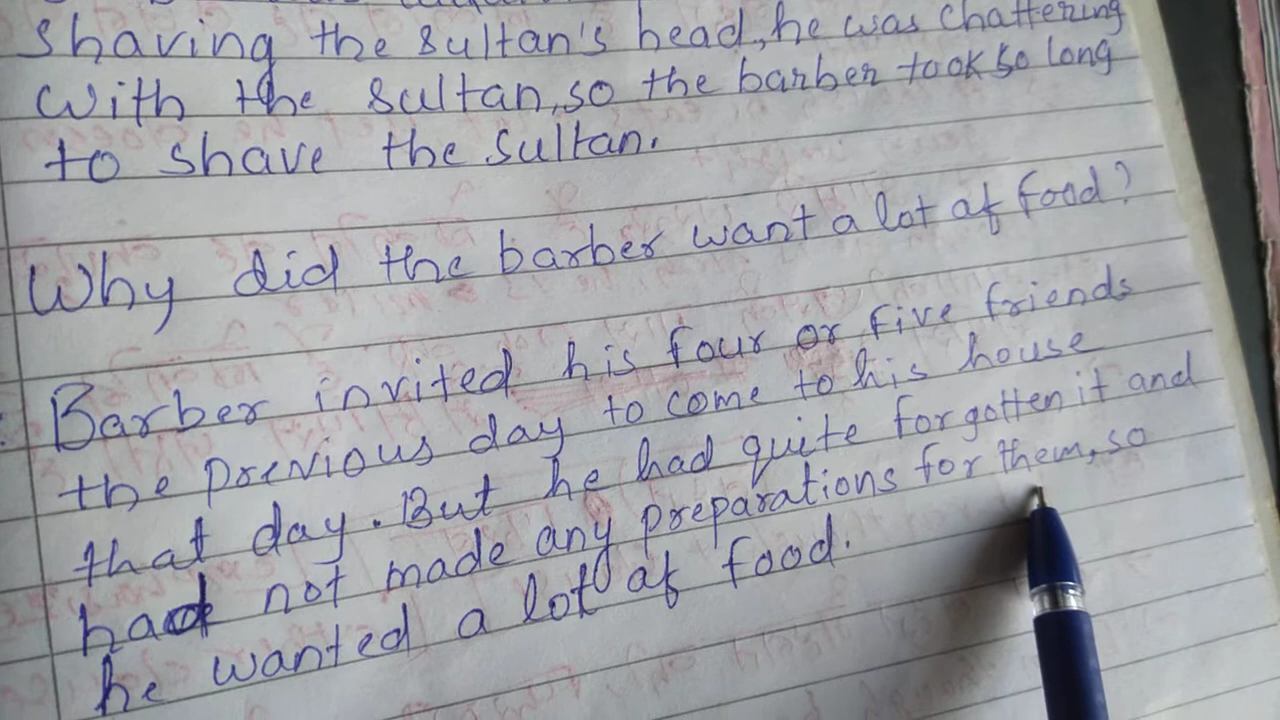 shaving the sultan's head, he was chattering
with the sultan, so the barber took so long
to shave the sultan.
Why did the barber want a lot of food?
Barber invited his four or five friends
the previous day to come to his house
that day. But he had quite forgotten it and
had not made any preparations for them, so
he wanted a lot of food.